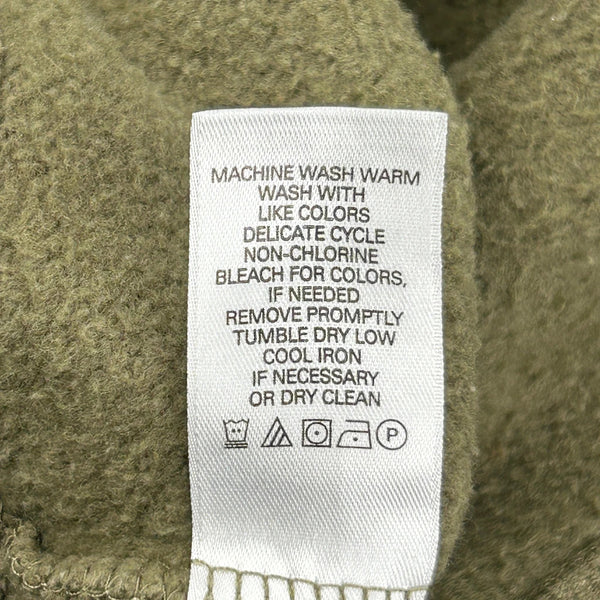 MACHINE WASH WARM
WASH WITH
LIKE COLORS
DELICATE CYCLE
NON-CHLORINE
BLEACH FOR COLORS,
IF NEEDED
REMOVE PROMPTLY
TUMBLE DRY LOW
COOL IRON
IF NECESSARY
OR DRY CLEAN
P